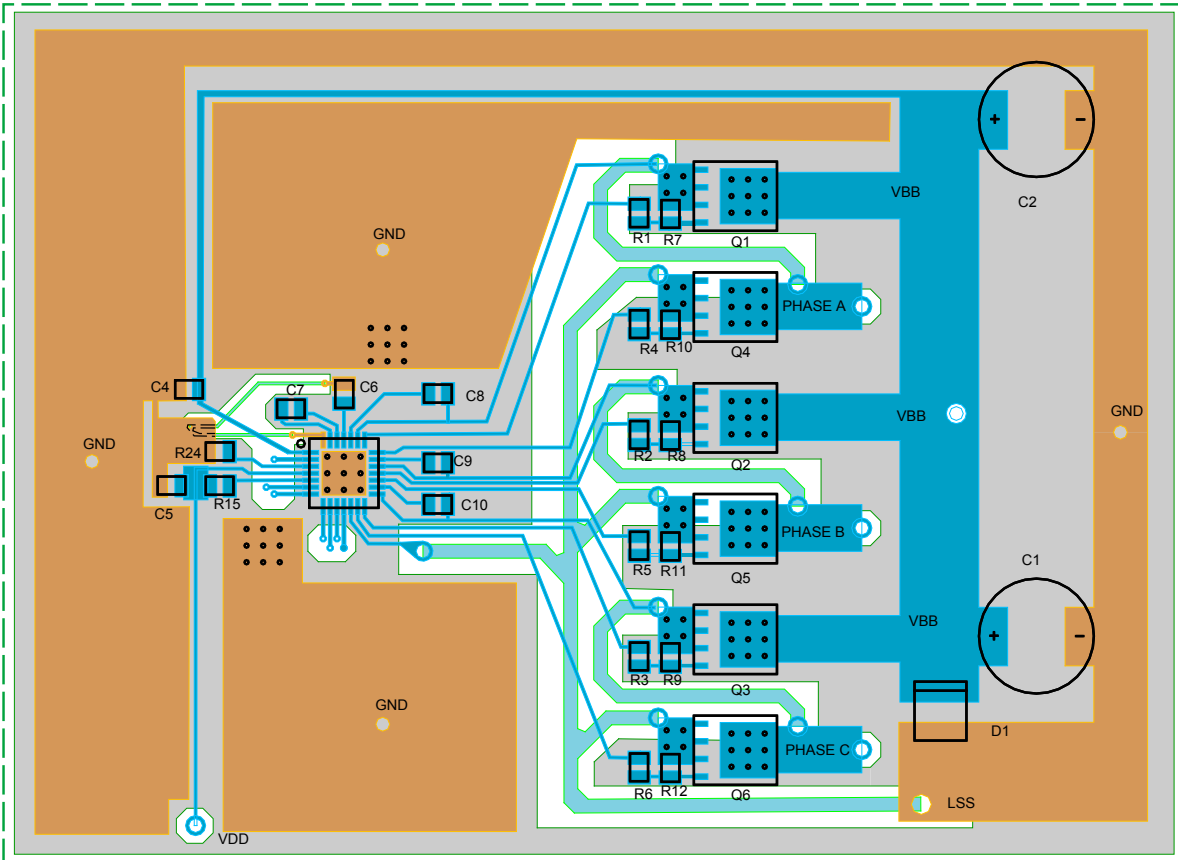 +
-
C2
VBB
GND
R1
R7
Q1
PHASE A
R4
R10
Q4
C4
C7
C6
C8
GND
VBB
GND
R24
R2
R8
Q2
C9
C5
R15
C10
PHASE B
R5
R11
Q5
C1
VBB
+
-
R3
R9
Q3
GND
D1
PHASE C
R6
R12
Q6
LSS
VDD